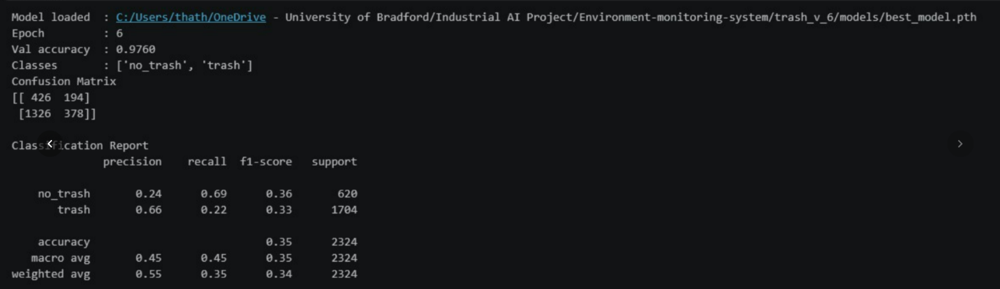 Model loaded  : C:/Users/thath/OneDrive - University of Bradford/Industrial AI Project/Environment-monitoring-system/trash_v_6/models/best_model.pth
Epoch         : 6
Val accuracy  : 0.9760
Classes       : ['no_trash', 'trash']
Confusion Matrix
[[ 426  194]
 [1326  378]]
Classification Report
              precision    recall  f1-score   support
    no_trash       0.24      0.69      0.36       620
       trash       0.66      0.22      0.33      1704
    accuracy                           0.35      2324
   macro avg       0.45      0.45      0.35      2324
weighted avg       0.55      0.35      0.34      2324